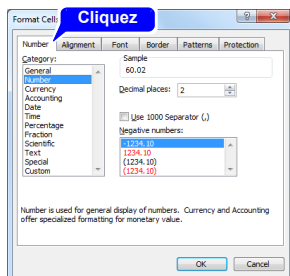 Format Cell
Cliquez
Number Alignment Font Border Patterns Protection
Category:
General
Number
Currency
Accounting
Date
Time
Percentage
Fraction
Scientific
Text
Special
Custom
Sample
60.02
Decimal places: 2
Use 1000 Separator (,)
Negative numbers:
-1234.10
1234.10
(1234.10)
(1234.10)
Number is used for general display of numbers. Currency and Accounting
offer specialized formatting for monetary value.
OK Cancel